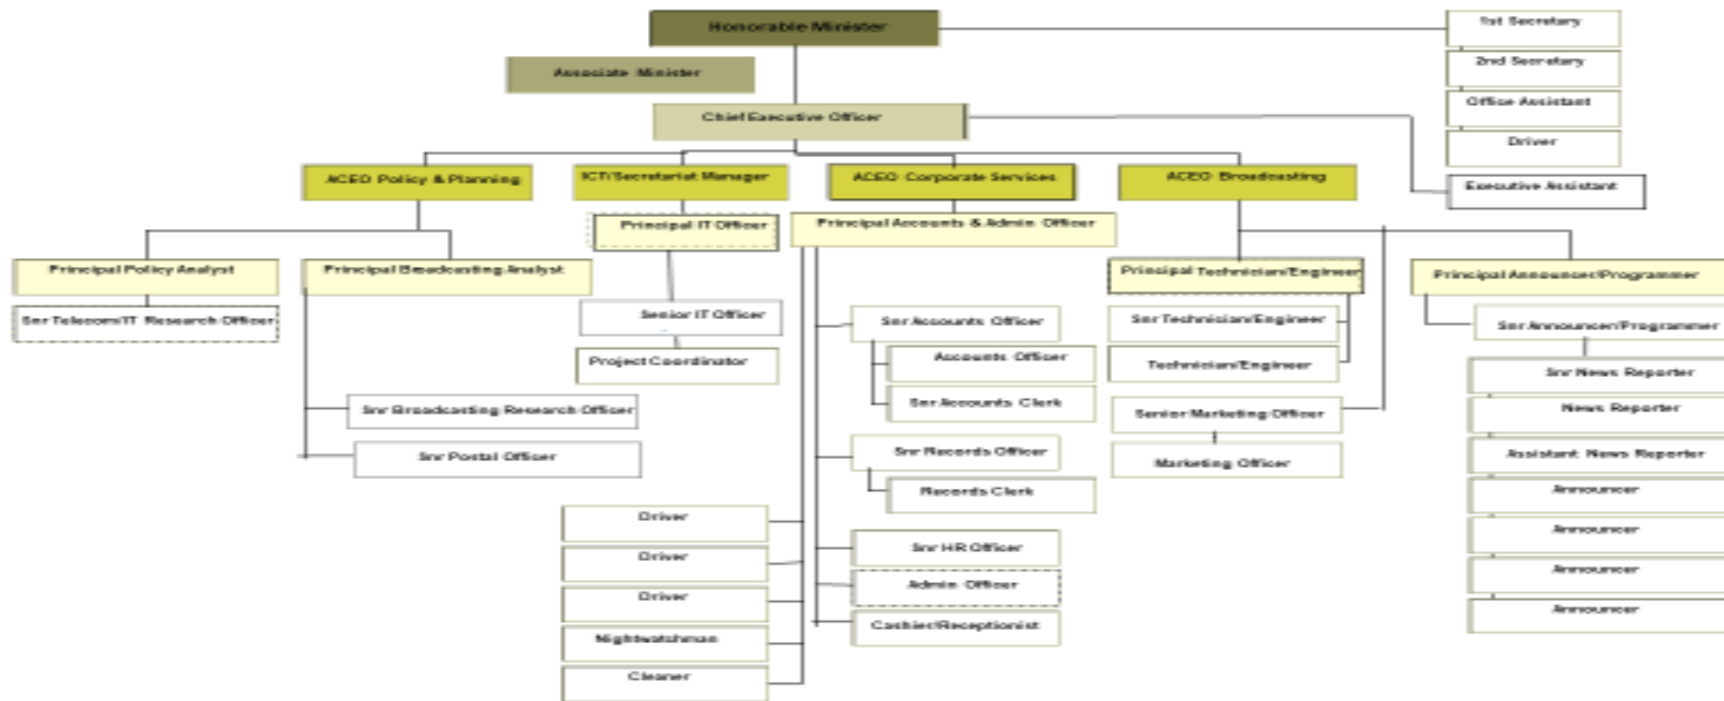 Honorable Minister
1st Secretary
Associate Minister
2nd Secretary
Office Assistant
Chief Executive Officer
Driver
ACEO Policy & Planning
ICT/Secretariat Manager
ACEO Corporate Services
ACEO Broadcasting
Executive Assistant
Principal IT Officer
Principal Accounts & Admin Officer
Principal Policy Analyst
Principal Broadcasting Analyst
Principal Technician/Engineer
Principal Announcer/Programmer
Snr Telecom/IT Research Officer
Senior IT Officer
Snr Accounts Officer
Snr Technician/Engineer
Snr Announcer/Programmer
Project Coordinator
Accounts Officer
Technician/Engineer
Snr News Reporter
Snr Broadcasting Research Officer
Snr Accounts Clerk
Senior Marketing Officer
News Reporter
Snr Postal Officer
Snr Records Officer
Marketing Officer
Assistant News Reporter
Records Clerk
Announcer
Driver
Announcer
Driver
Snr HR Officer
Announcer
Driver
Admin Officer
Announcer
Nightwatchman
Cashier/Receptionist
Cleaner